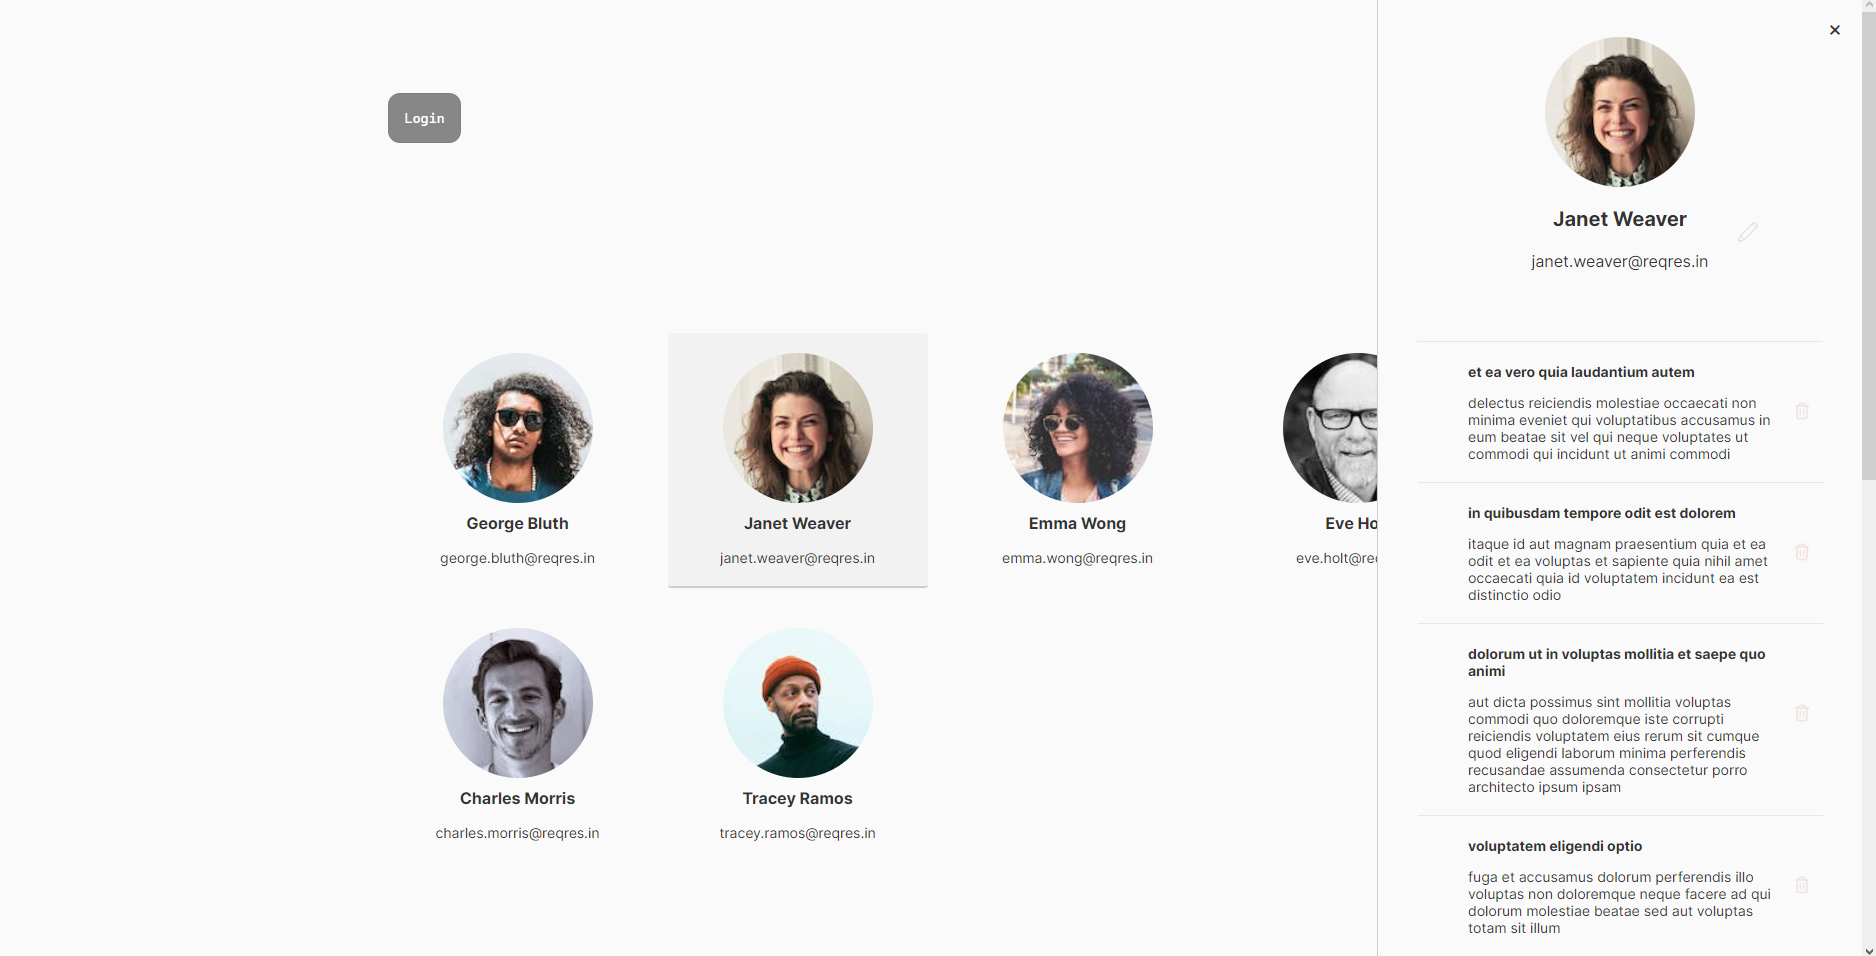 Login
George Bluth
george.bluth@reqres.in
Janet Weaver
janet.weaver@reqres.in
Emma Wong
emma.wong@reqres.in
Eve Ho
eve.holt@re
Charles Morris
charles.morris@reqres.in
Tracey Ramos
tracey.ramos@reqres.in
×
Janet Weaver
janet.weaver@reqres.in
et ea vero quia laudantium autem
delectus reiciendis molestiae occaecati non
minima eveniet qui voluptatibus accusamus in
eum beatae sit vel qui neque voluptates ut
commodi qui incidunt ut animi commodi
in quibusdam tempore odit est dolorem
itaque id aut magnam praesentium quia et ea
odit et ea voluptas et sapiente quia nihil amet
occaecati quia id voluptatem incidunt ea est
distinctio odio
dolorum ut in voluptas mollitia et saepe quo
animi
aut dicta possimus sint mollitia voluptas
commodi quo doloremque iste corrupti
reiciendis voluptatem eius rerum sit cumque
quod eligendi laborum minima perferendis
recusandae assumenda consectetur porro
architecto ipsum ipsam
voluptatem eligendi optio
fuga et accusamus dolorum perferendis illo
voluptas non doloremque neque facere ad qui
dolorum molestiae beatae sed aut voluptas
totam sit illum